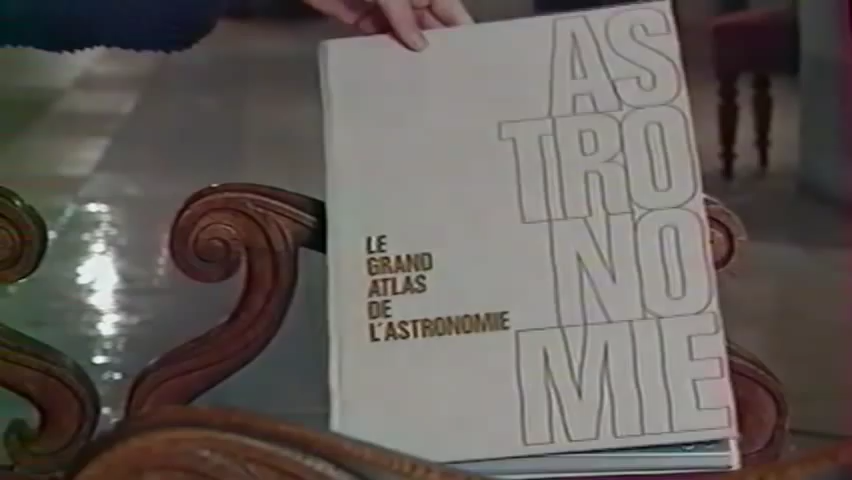 AS
TRO
NO
MIE
LE
GRAND
ATLAS
DE
L'ASTRONOMIE